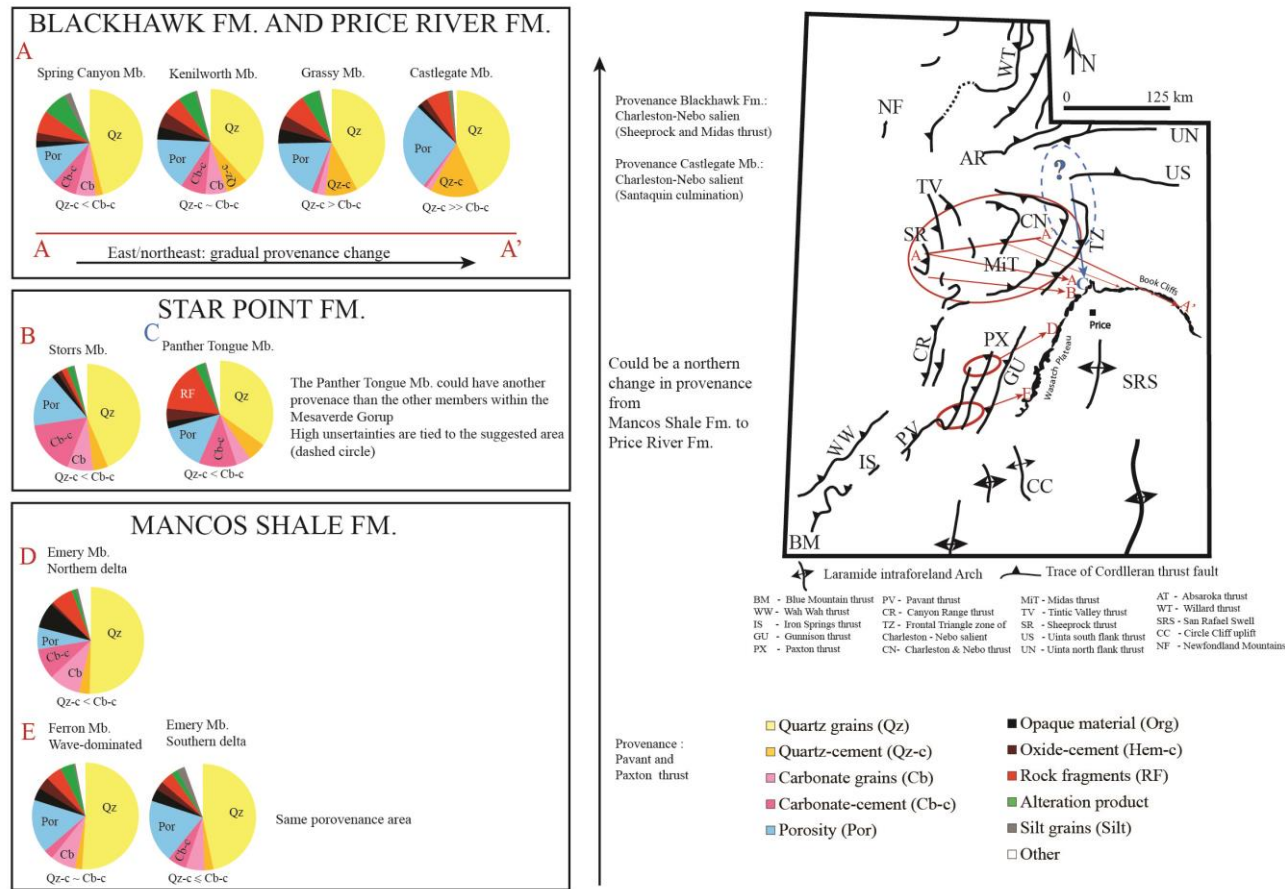 BLACKHAWK FM. AND PRICE RIVER FM.
A
Spring Canyon Mb.
Kenilworth Mb.
Grassy Mb.
Castlegate Mb.
Qz
Por
Cb-c
Cb
Qz
Por
Cb-c
Cb
Qz-c
Qz
Por
Qz-c
Qz
Por
Qz-c
Qz-c < Cb-c
Qz-c ~ Cb-c
Qz-c > Cb-c
Qz-c >> Cb-c
A
A'
East/northeast: gradual provenance change
STAR POINT FM.
B
Storrs Mb.
C
Panther Tongue Mb.
Qz
Por
Cb-c
Cb
RF
Por
Cb-c
Qz-c < Cb-c
Qz-c < Cb-c
The Panther Tongue Mb. could have another
provenace than the other members within the
Mesaverde Gorup
High unsertainties are tied to the suggested area
(dashed circle)
MANCOS SHALE FM.
D
Emery Mb.
Northern delta
Qz
Por
Cb-c
Cb
Qz-c < Cb-c
E
Ferron Mb.
Wave-dominated
Emery Mb.
Southern delta
Qz
Por
Cb
Qz
Por
Cb-c
Qz-c ~ Cb-c
Qz-c ⩽ Cb-c
Same porovenance area
Provenance Blackhawk Fm.:
Charleston-Nebo salien
(Sheeprock and Midas thrust)
Provenance Castlegate Mb.:
Charleston-Nebo salient
(Santaquin culmination)
Could be a northern
change in provenance
from
Mancos Shale Fm. to
Price River Fm.
Provenance :
Pavant and
Paxton thrust
N
0 125 km
WT
NF
UN
AR
?
US
TV
CN
SR
A
A
TZ
MiT
A
C
B
Book Cliffs
A'
Price
D
PX
CR
GU
Wasatch Plateau
SRS
E
PV
WW
IS
CC
BM
Laramide intraforeland Arch
Trace of Cordlleran thrust fault
BM - Blue Mountain thrust
WW - Wah Wah thrust
IS - Iron Springs thrust
GU - Gunnison thrust
PX - Paxton thrust
PV - Pavant thrust
CR - Canyon Range thrust
TZ - Frontal Triangle zone of
Charleston - Nebo salient
CN- Charleston & Nebo thrust
MiT - Midas thrust
TV - Tintic Valley thrust
SR - Sheeprock thrust
US - Uinta south flank thrust
UN - Uinta north flank thrust
AT - Absaroka thrust
WT - Willard thrust
SRS - San Rafael Swell
CC - Circle Cliff uplift
NF - Newfondland Mountains
Quartz grains (Qz)
Quartz-cement (Qz-c)
Carbonate grains (Cb)
Carbonate-cement (Cb-c)
Porosity (Por)
Opaque material (Org)
Oxide-cement (Hem-c)
Rock fragments (RF)
Alteration product
Silt grains (Silt)
Other